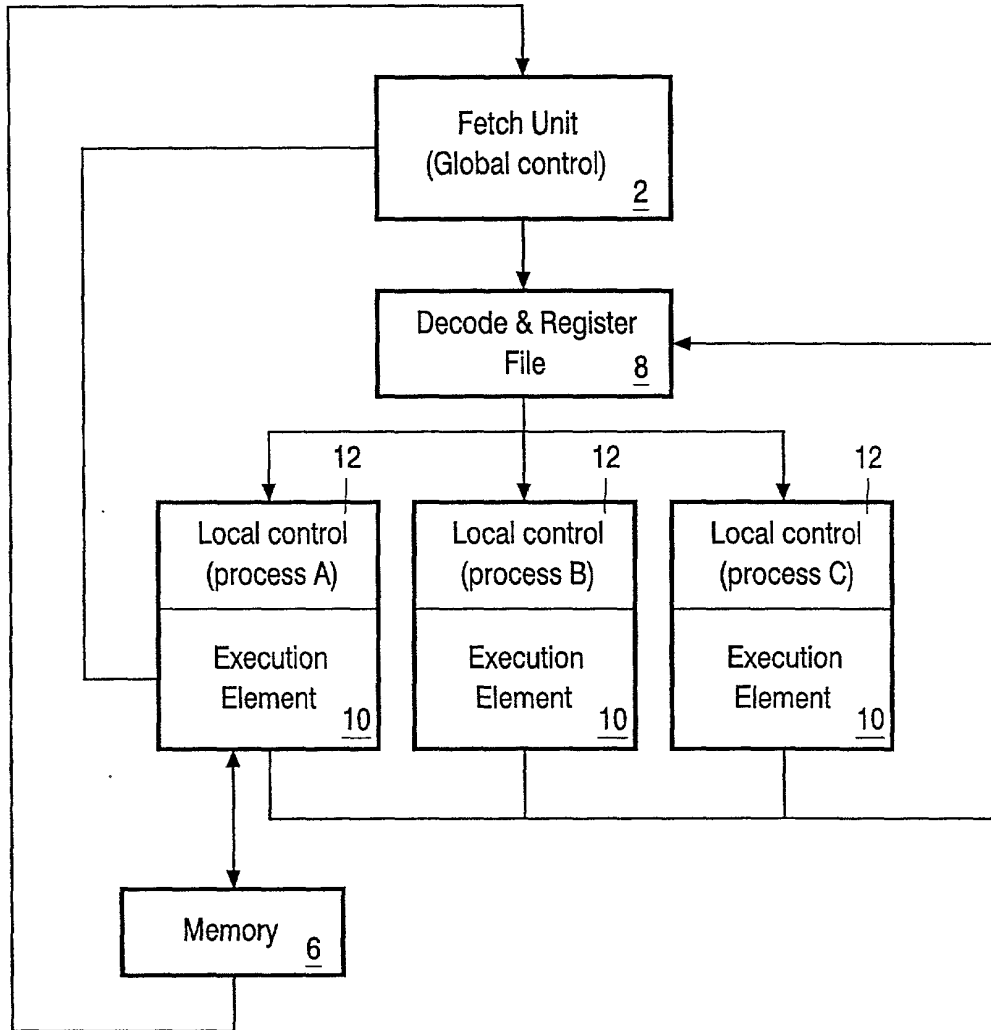 Fetch Unit
(Global control)
2
Decode & Register
File
8
12
12
12
Local control
(process A)
Local control
(process B)
Local control
(process C)
Execution
Element
10
Execution
Element
10
Execution
Element
10
Memory
6